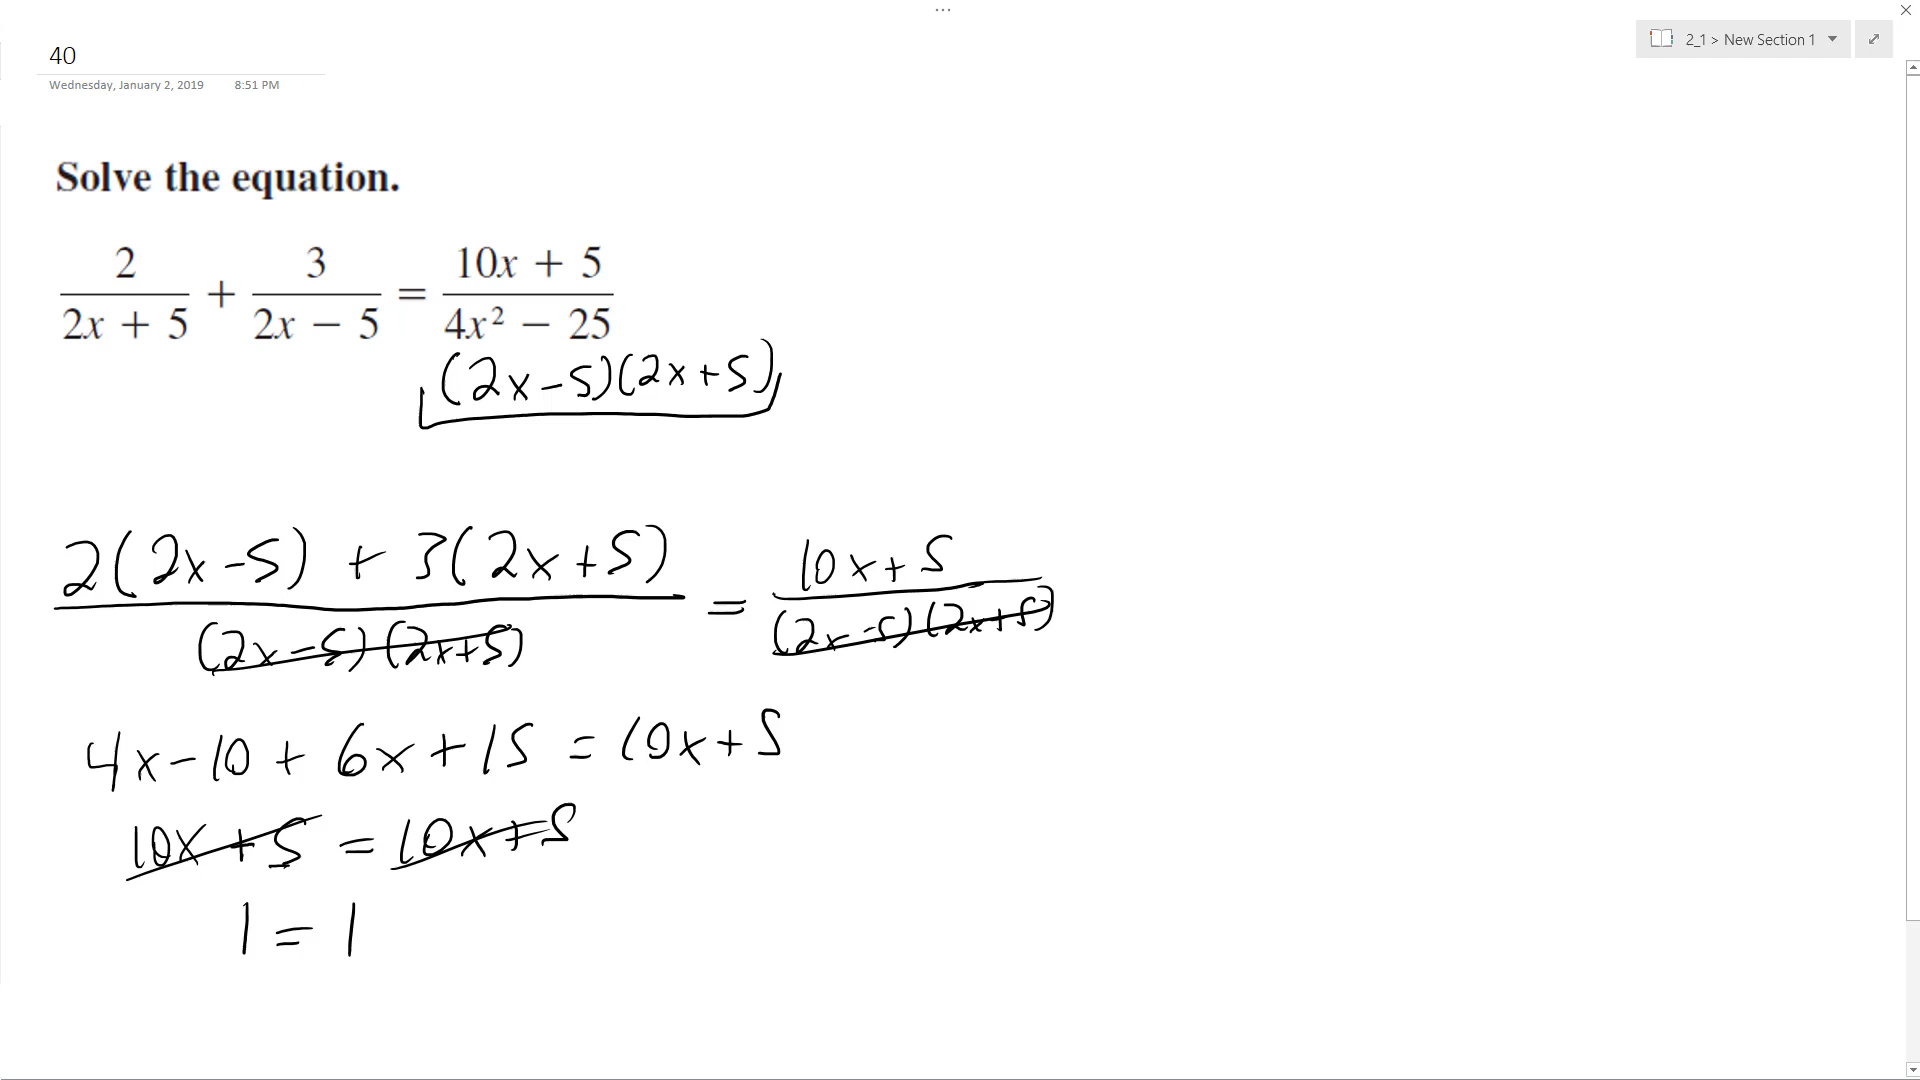 ...
2_1 > New Section 1
40
Wednesday, January 2, 2019 8:51 PM
Solve the equation.
2/(2x + 5) + 3/(2x − 5) = (10x + 5)/(4x² − 25)
(2x-5)(2x+5)
(2(2x-5) + 3(2x+5))/((2x-5)(2x+5)) = (10x+5)/((2x-5)(2x+5))
4x-10+6x+15 = 10x+5
10x+5 = 10x+5
1 = 1